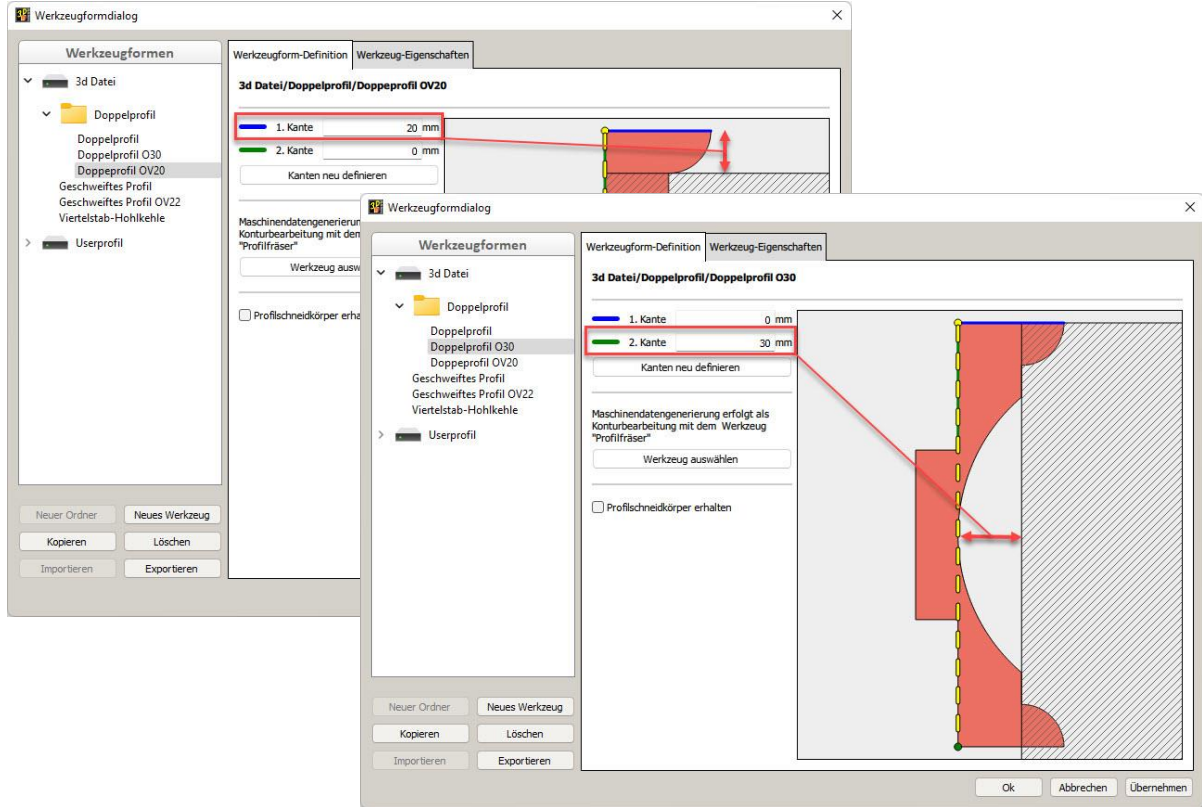 Werkzeugformdialog
Werkzeugformen
3d Datei
Doppelprofil
Doppelprofil
Doppelprofil O30
Doppeprofil OV20
Geschweiftes Profil
Geschweiftes Profil OV22
Viertelstab-Hohlkehle
Userprofil
Neuer Ordner
Neues Werkzeug
Kopieren
Löschen
Importieren
Exportieren
Werkzeugform-Definition
Werkzeug-Eigenschaften
3d Datei/Doppelprofil/Doppeprofil OV20
1. Kante 20 mm
2. Kante 0 mm
Kanten neu definieren
Maschinendatengenerierun
Konturbearbeitung mit den
"Profilfräser"
Werkzeug ausw
Profilschneidkörper erha
Werkzeugformdialog
Werkzeugformen
3d Datei
Doppelprofil
Doppelprofil
Doppelprofil O30
Doppeprofil OV20
Geschweiftes Profil
Geschweiftes Profil OV22
Viertelstab-Hohlkehle
Userprofil
Neuer Ordner
Neues Werkzeug
Kopieren
Löschen
Importieren
Exportieren
Werkzeugform-Definition
Werkzeug-Eigenschaften
3d Datei/Doppelprofil/Doppelprofil O30
1. Kante 0 mm
2. Kante 30 mm
Kanten neu definieren
Maschinendatengenerierung erfolgt als
Konturbearbeitung mit dem Werkzeug
"Profilfräser"
Werkzeug auswählen
Profilschneidkörper erhalten
Ok
Abbrechen
Übernehmen